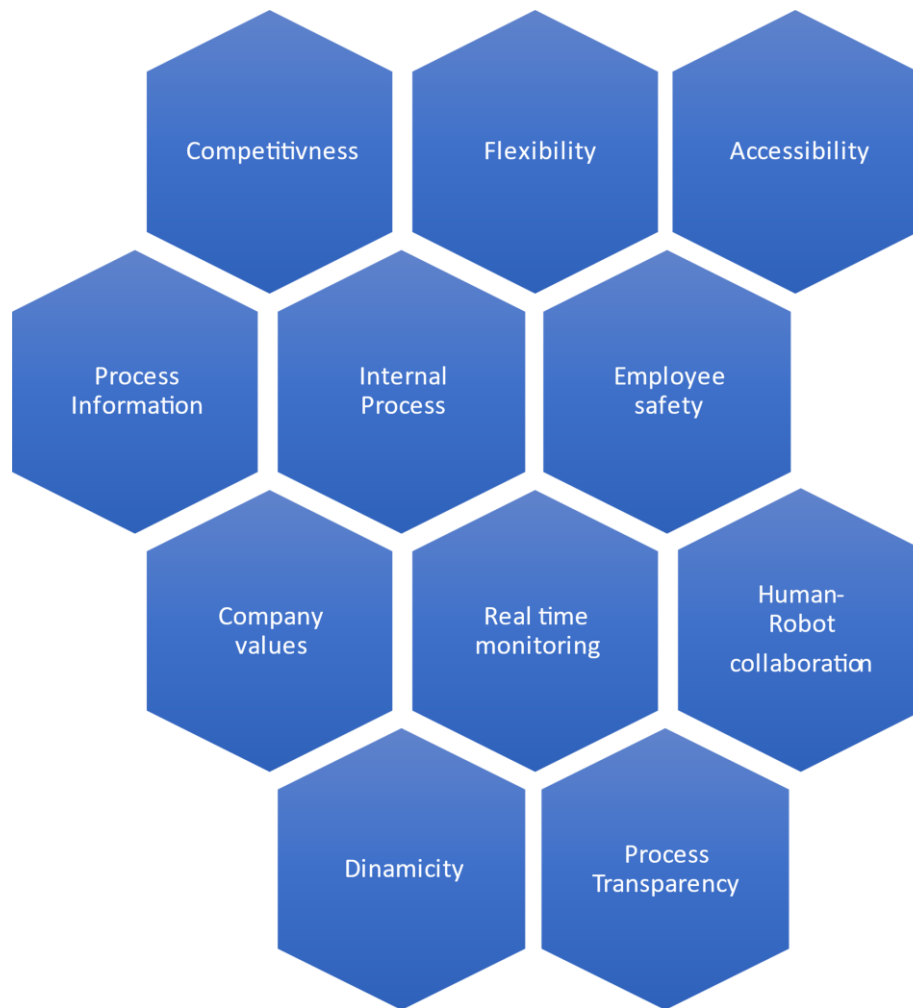 Competitivness
Flexibility
Accessibility
Process
Information
Internal
Process
Employee
safety
Company
values
Real time
monitoring
Human-
Robot
collaboration
Dinamicity
Process
Transparency